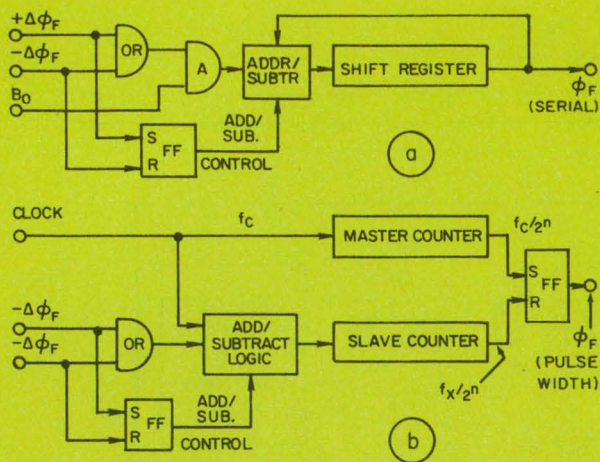 +ΔφF
-ΔφF
B0
OR
A
ADDR/
SUBTR
SHIFT REGISTER
φF
(SERIAL)
S
R
FF
ADD/
SUB.
CONTROL
a
CLOCK
fC
MASTER COUNTER
fC/2n
S
R
FF
-ΔφF
-ΔφF
OR
ADD/
SUBTRACT
LOGIC
SLAVE COUNTER
fX/2n
φF
(PULSE
WIDTH)
S
R
FF
ADD/
SUB.
CONTROL
b